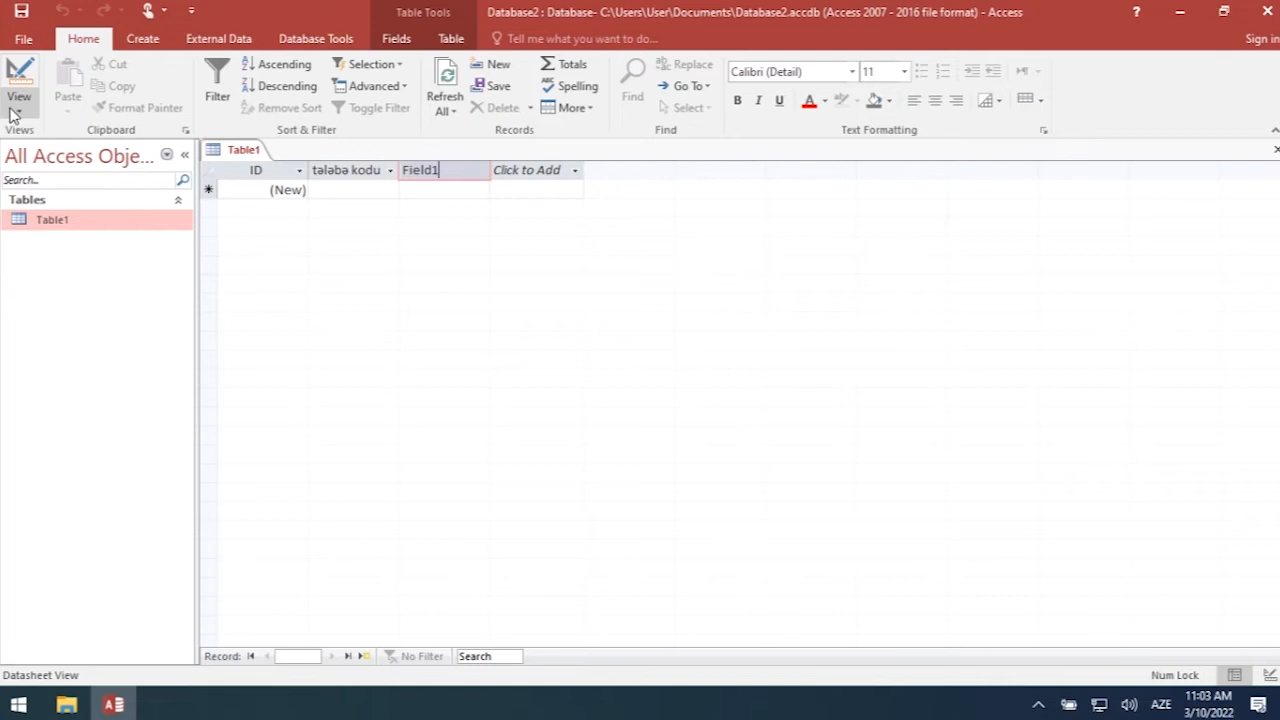 Table Tools
Database2 : Database- C:\Users\User\Documents\Database2.accdb (Access 2007 - 2016 file format) - Access
?
File
Home
Create
External Data
Database Tools
Fields
Table
Tell me what you want to do...
Sign in
View
Views
Paste
Cut
Copy
Format Painter
Clipboard
Filter
Ascending
Descending
Remove Sort
Selection
Advanced
Toggle Filter
Sort & Filter
Refresh
All
New
Save
Delete
Totals
Spelling
More
Records
Find
Replace
Go To
Select
Find
Calibri (Detail)
11
B I U
A
Text Formatting
All Access Obje...
Search..
Tables
Table1
Table1
ID
tələbə kodu
Field1
Click to Add
(New)
Record:
No Filter
Search
Datasheet View
Num Lock
AZE
11:03 AM
3/10/2022